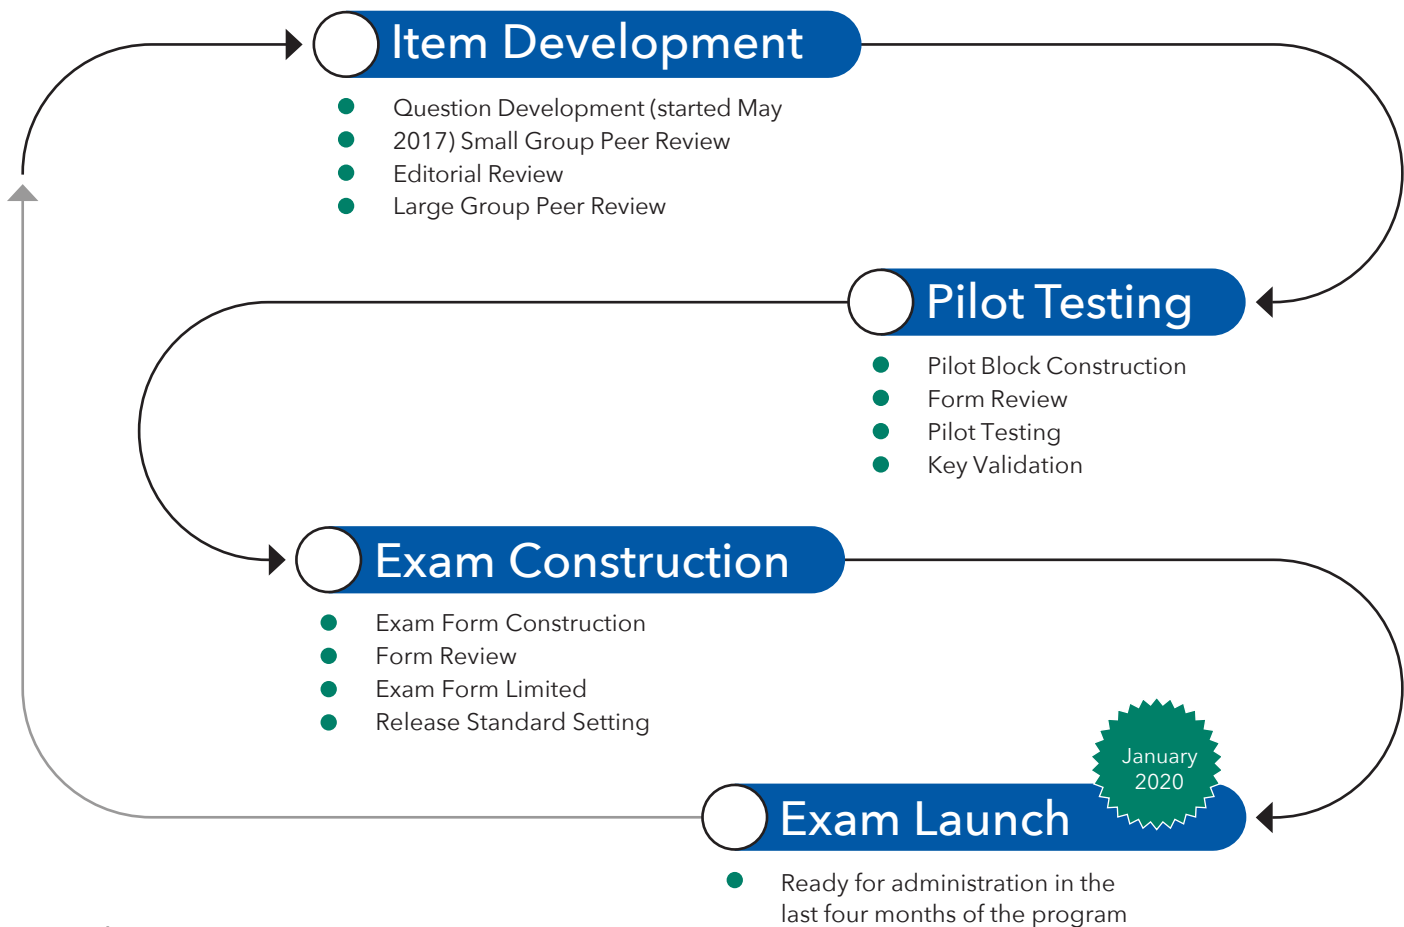 Item Development
Question Development (started May
2017) Small Group Peer Review
Editorial Review
Large Group Peer Review
Pilot Testing
Pilot Block Construction
Form Review
Pilot Testing
Key Validation
Exam Construction
Exam Form Construction
Form Review
Exam Form Limited
Release Standard Setting
January
2020
Exam Launch
Ready for administration in the
last four months of the program